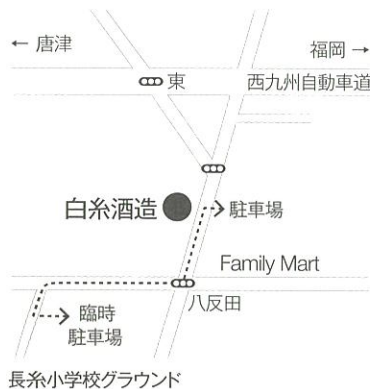 ← 唐津
福岡 →
東
西九州自動車道
白糸酒造
駐車場
Family Mart
八反田
臨時
駐車場
長糸小学校グラウンド